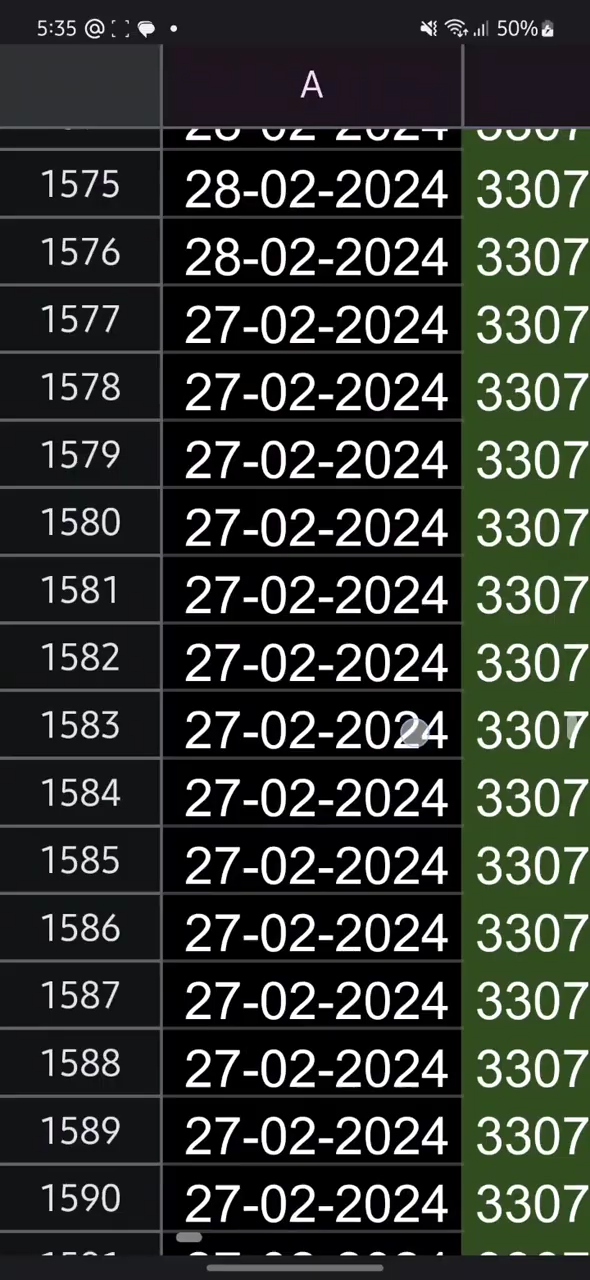 5:35 @ 50%
A
28-02-2024 3307
1575 28-02-2024 3307
1576 28-02-2024 3307
1577 27-02-2024 3307
1578 27-02-2024 3307
1579 27-02-2024 3307
1580 27-02-2024 3307
1581 27-02-2024 3307
1582 27-02-2024 3307
1583 27-02-2024 3307
1584 27-02-2024 3307
1585 27-02-2024 3307
1586 27-02-2024 3307
1587 27-02-2024 3307
1588 27-02-2024 3307
1589 27-02-2024 3307
1590 27-02-2024 3307